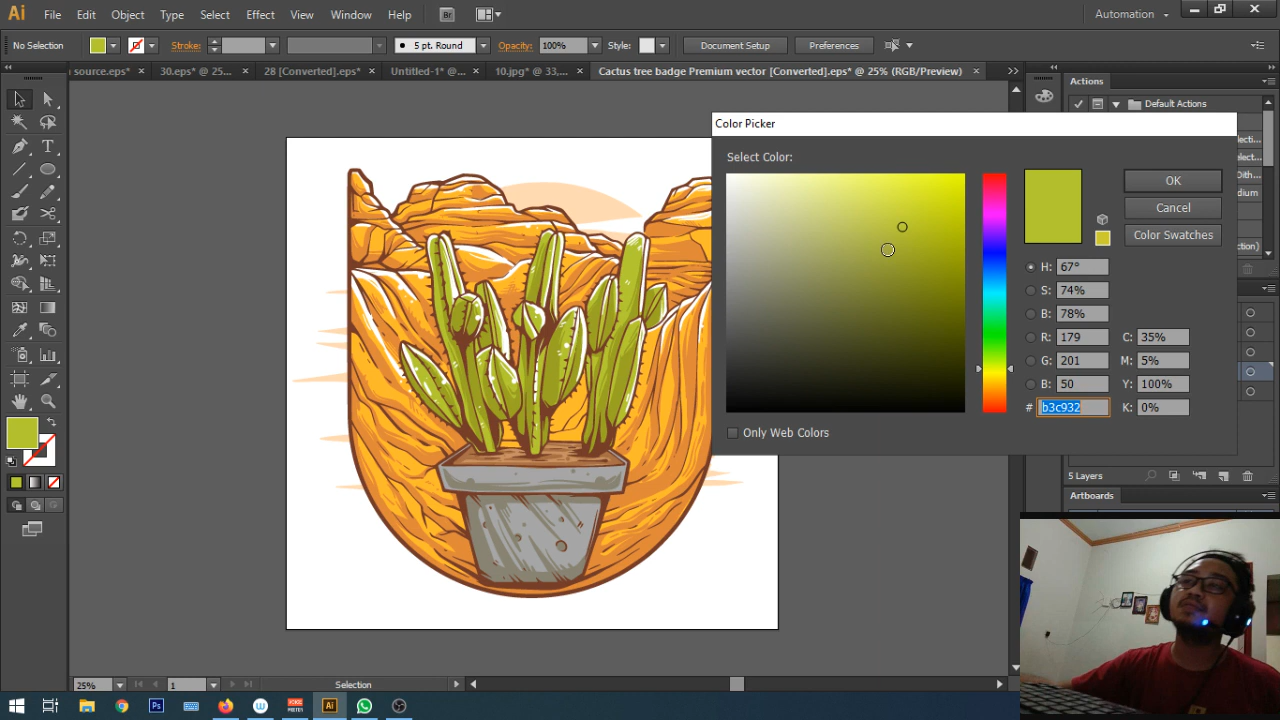 Ai File Edit Object Type Select Effect View Window Help Br Automation
No Selection Stroke: 5 pt. Round Opacity: 100% Style: Document Setup Preferences
source.eps* 30.eps* @ 25... 28 [Converted].eps* Untitled-1* @... 10.jpg* @ 33,... Cactus tree badge Premium vector [Converted].eps* @ 25% (RGB/Preview)
Actions
Default Actions
Color Picker
Select Color:
OK
Cancel
Color Swatches
H: 67°
S: 74%
B: 78%
R: 179 C: 35%
G: 201 M: 5%
B: 50 Y: 100%
# b3c932 K: 0%
Only Web Colors
5 Layers
Artboards
25% 1 Selection
Ps Ai